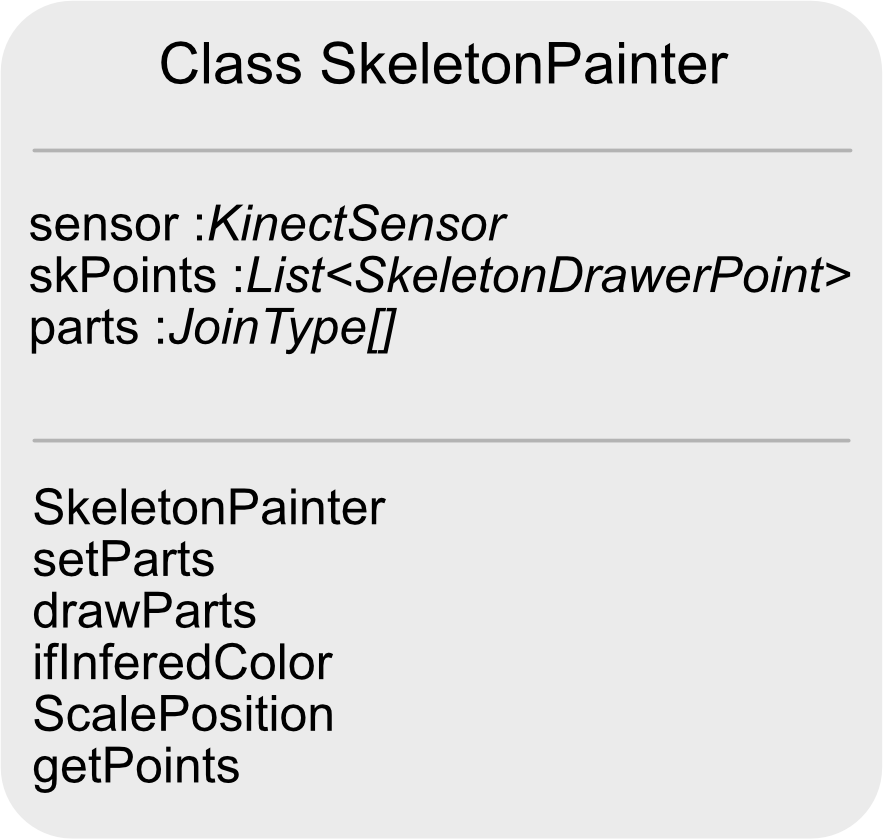 Class SkeletonPainter
sensor :KinectSensor
skPoints :List<SkeletonDrawerPoint>
parts :JoinType[]
SkeletonPainter
setParts
drawParts
ifInferedColor
ScalePosition
getPoints